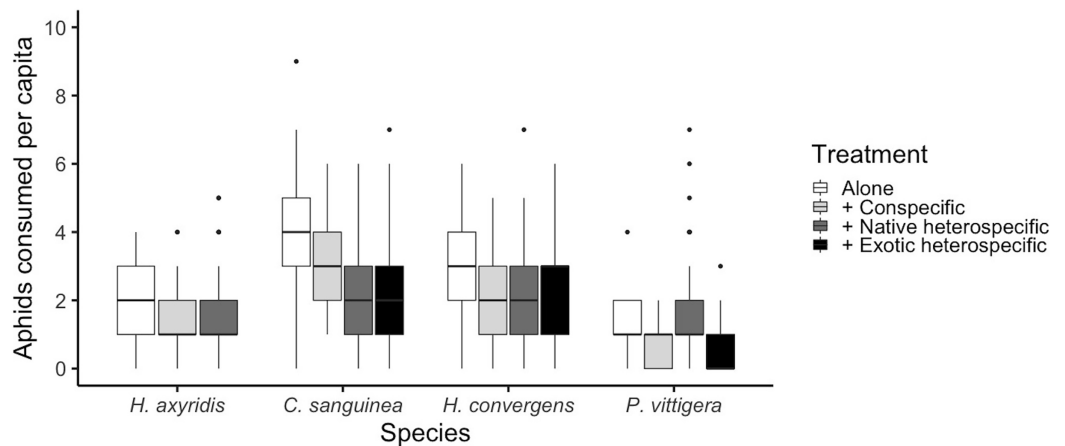 Aphids consumed per capita
10
8
6
4
2
0
H. axyridis
C. sanguinea
H. convergens
P. vittigera
Species
Treatment
Alone
+ Conspecific
+ Native heterospecific
+ Exotic heterospecific